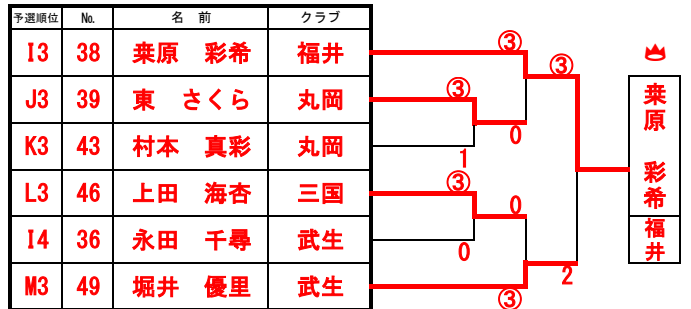 予選順位 No. 名 前 クラブ
I3 38 桒原 彩希 福井
J3 39 東 さくら 丸岡
K3 43 村本 真彩 丸岡
L3 46 上田 海杏 三国
I4 36 永田 千尋 武生
M3 49 堀井 優里 武生
③
③
③
0
1
③
0
0
2
③
桒原 彩希
福井